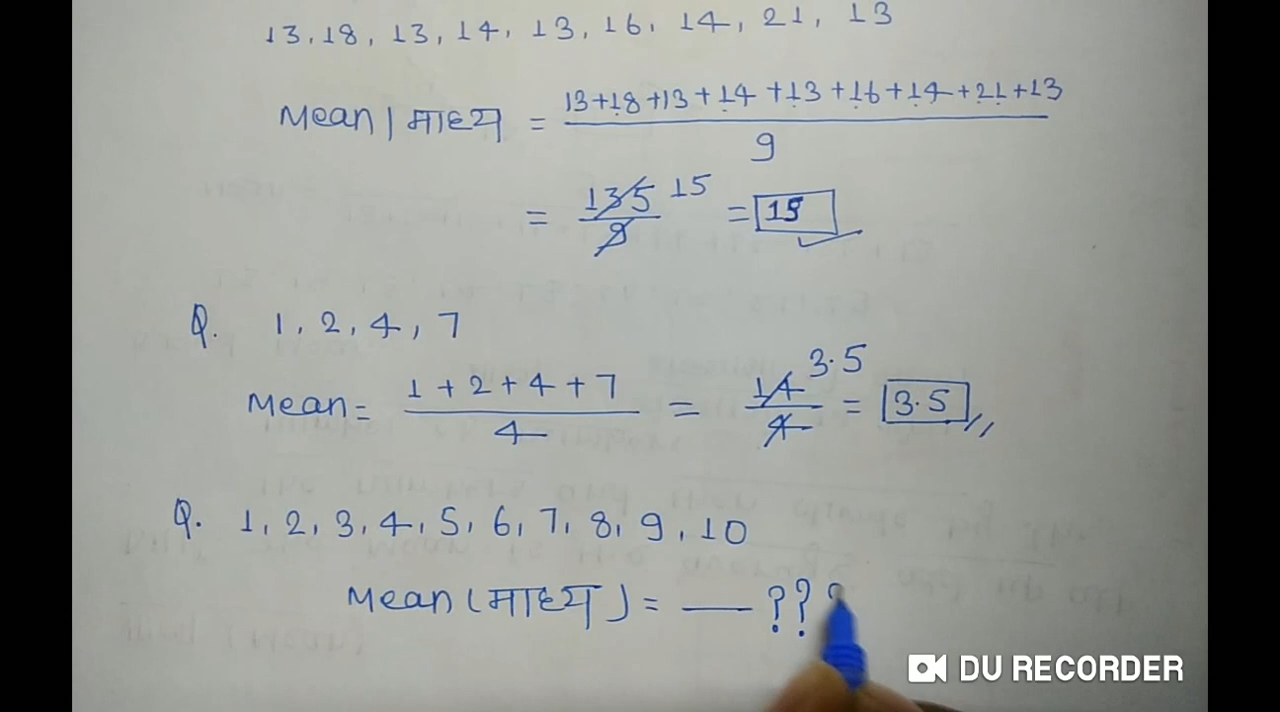 13, 18, 13, 14, 13, 16, 14, 21, 13
Mean | माध्य = 13+18+13+14+13+16+14+21+13
9
= 135 15 = 15
9
Q. 1, 2, 4, 7
Mean = 1 + 2 + 4 + 7 = 14 3.5 = 3.5
4 4
Q. 1, 2, 3, 4, 5, 6, 7, 8, 9, 10
Mean (माध्य) = — ???
DU RECORDER